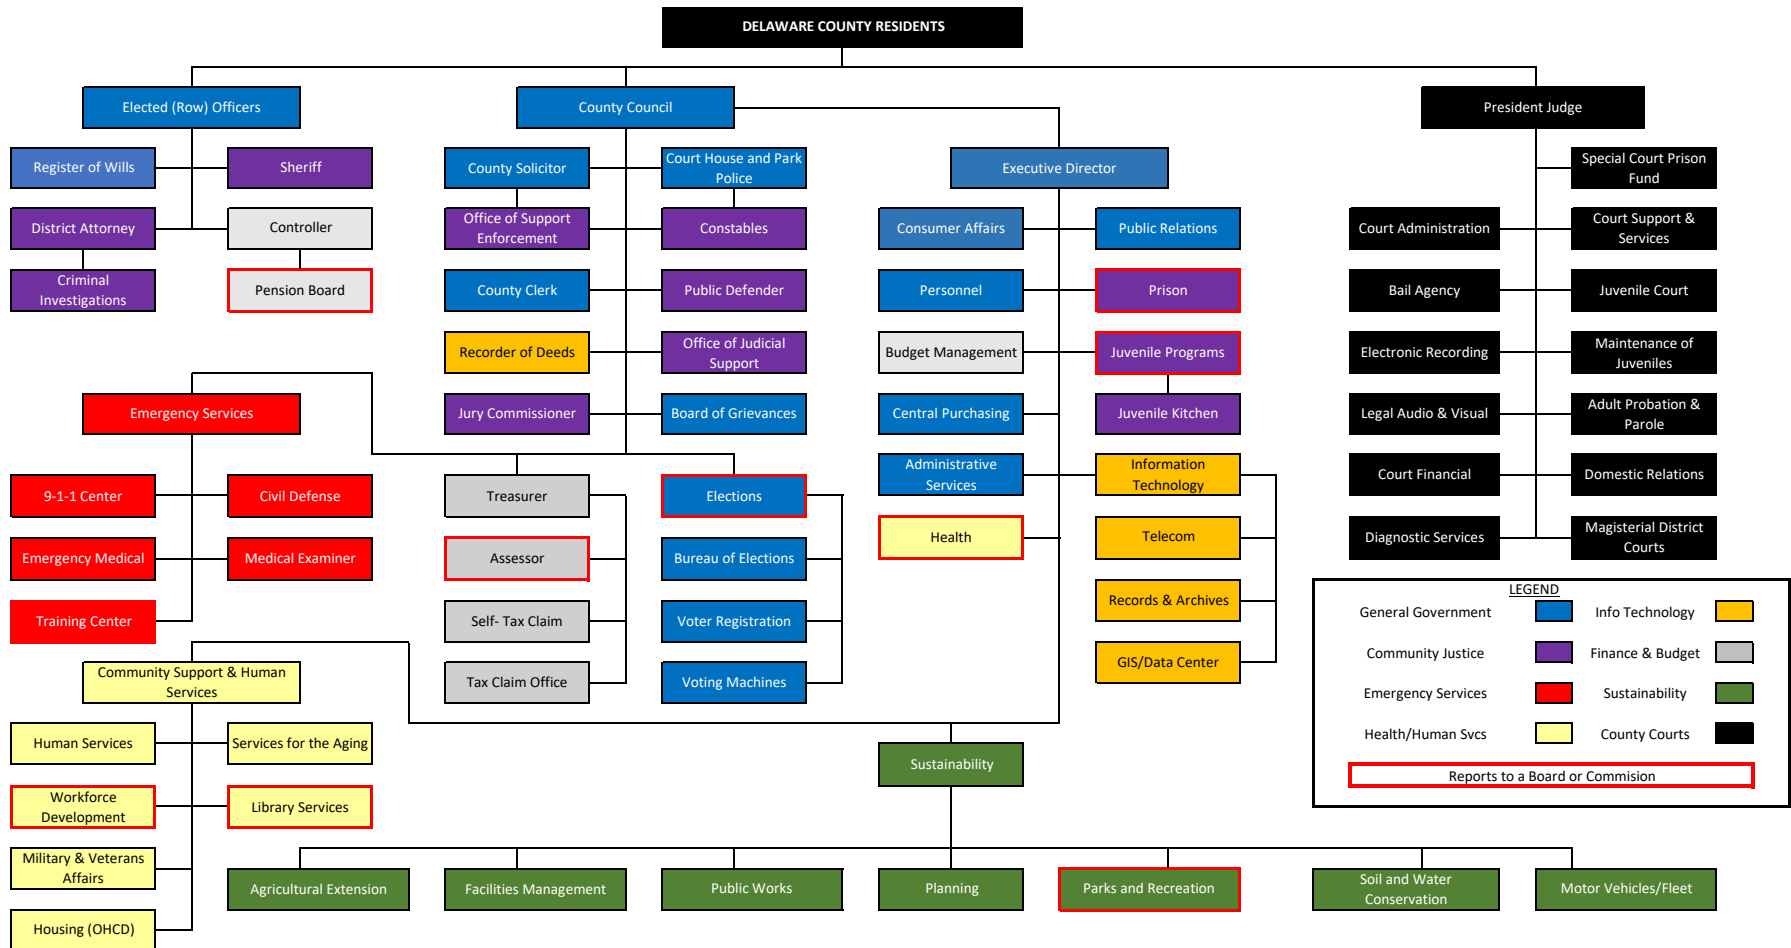 DELAWARE COUNTY RESIDENTS
Elected (Row) Officers
County Council
President Judge
Register of Wills
Sheriff
District Attorney
Controller
Criminal
Investigations
Pension Board
County Solicitor
Court House and Park
Police
Office of Support
Enforcement
Constables
County Clerk
Public Defender
Recorder of Deeds
Office of Judicial
Support
Jury Commissioner
Board of Grievances
Executive Director
Consumer Affairs
Public Relations
Personnel
Prison
Budget Management
Juvenile Programs
Central Purchasing
Juvenile Kitchen
Administrative
Services
Information
Technology
Health
Telecom
Records & Archives
GIS/Data Center
Special Court Prison
Fund
Court Administration
Court Support &
Services
Bail Agency
Juvenile Court
Electronic Recording
Maintenance of
Juveniles
Legal Audio & Visual
Adult Probation &
Parole
Court Financial
Domestic Relations
Diagnostic Services
Magisterial District
Courts
Emergency Services
9-1-1 Center
Civil Defense
Emergency Medical
Medical Examiner
Training Center
Treasurer
Elections
Assessor
Bureau of Elections
Self- Tax Claim
Voter Registration
Tax Claim Office
Voting Machines
Community Support & Human
Services
Human Services
Services for the Aging
Workforce
Development
Library Services
Military & Veterans
Affairs
Housing (OHCD)
Sustainability
Agricultural Extension
Facilities Management
Public Works
Planning
Parks and Recreation
Soil and Water
Conservation
Motor Vehicles/Fleet
LEGEND
General Government
Info Technology
Community Justice
Finance & Budget
Emergency Services
Sustainability
Health/Human Svcs
County Courts
Reports to a Board or Commision